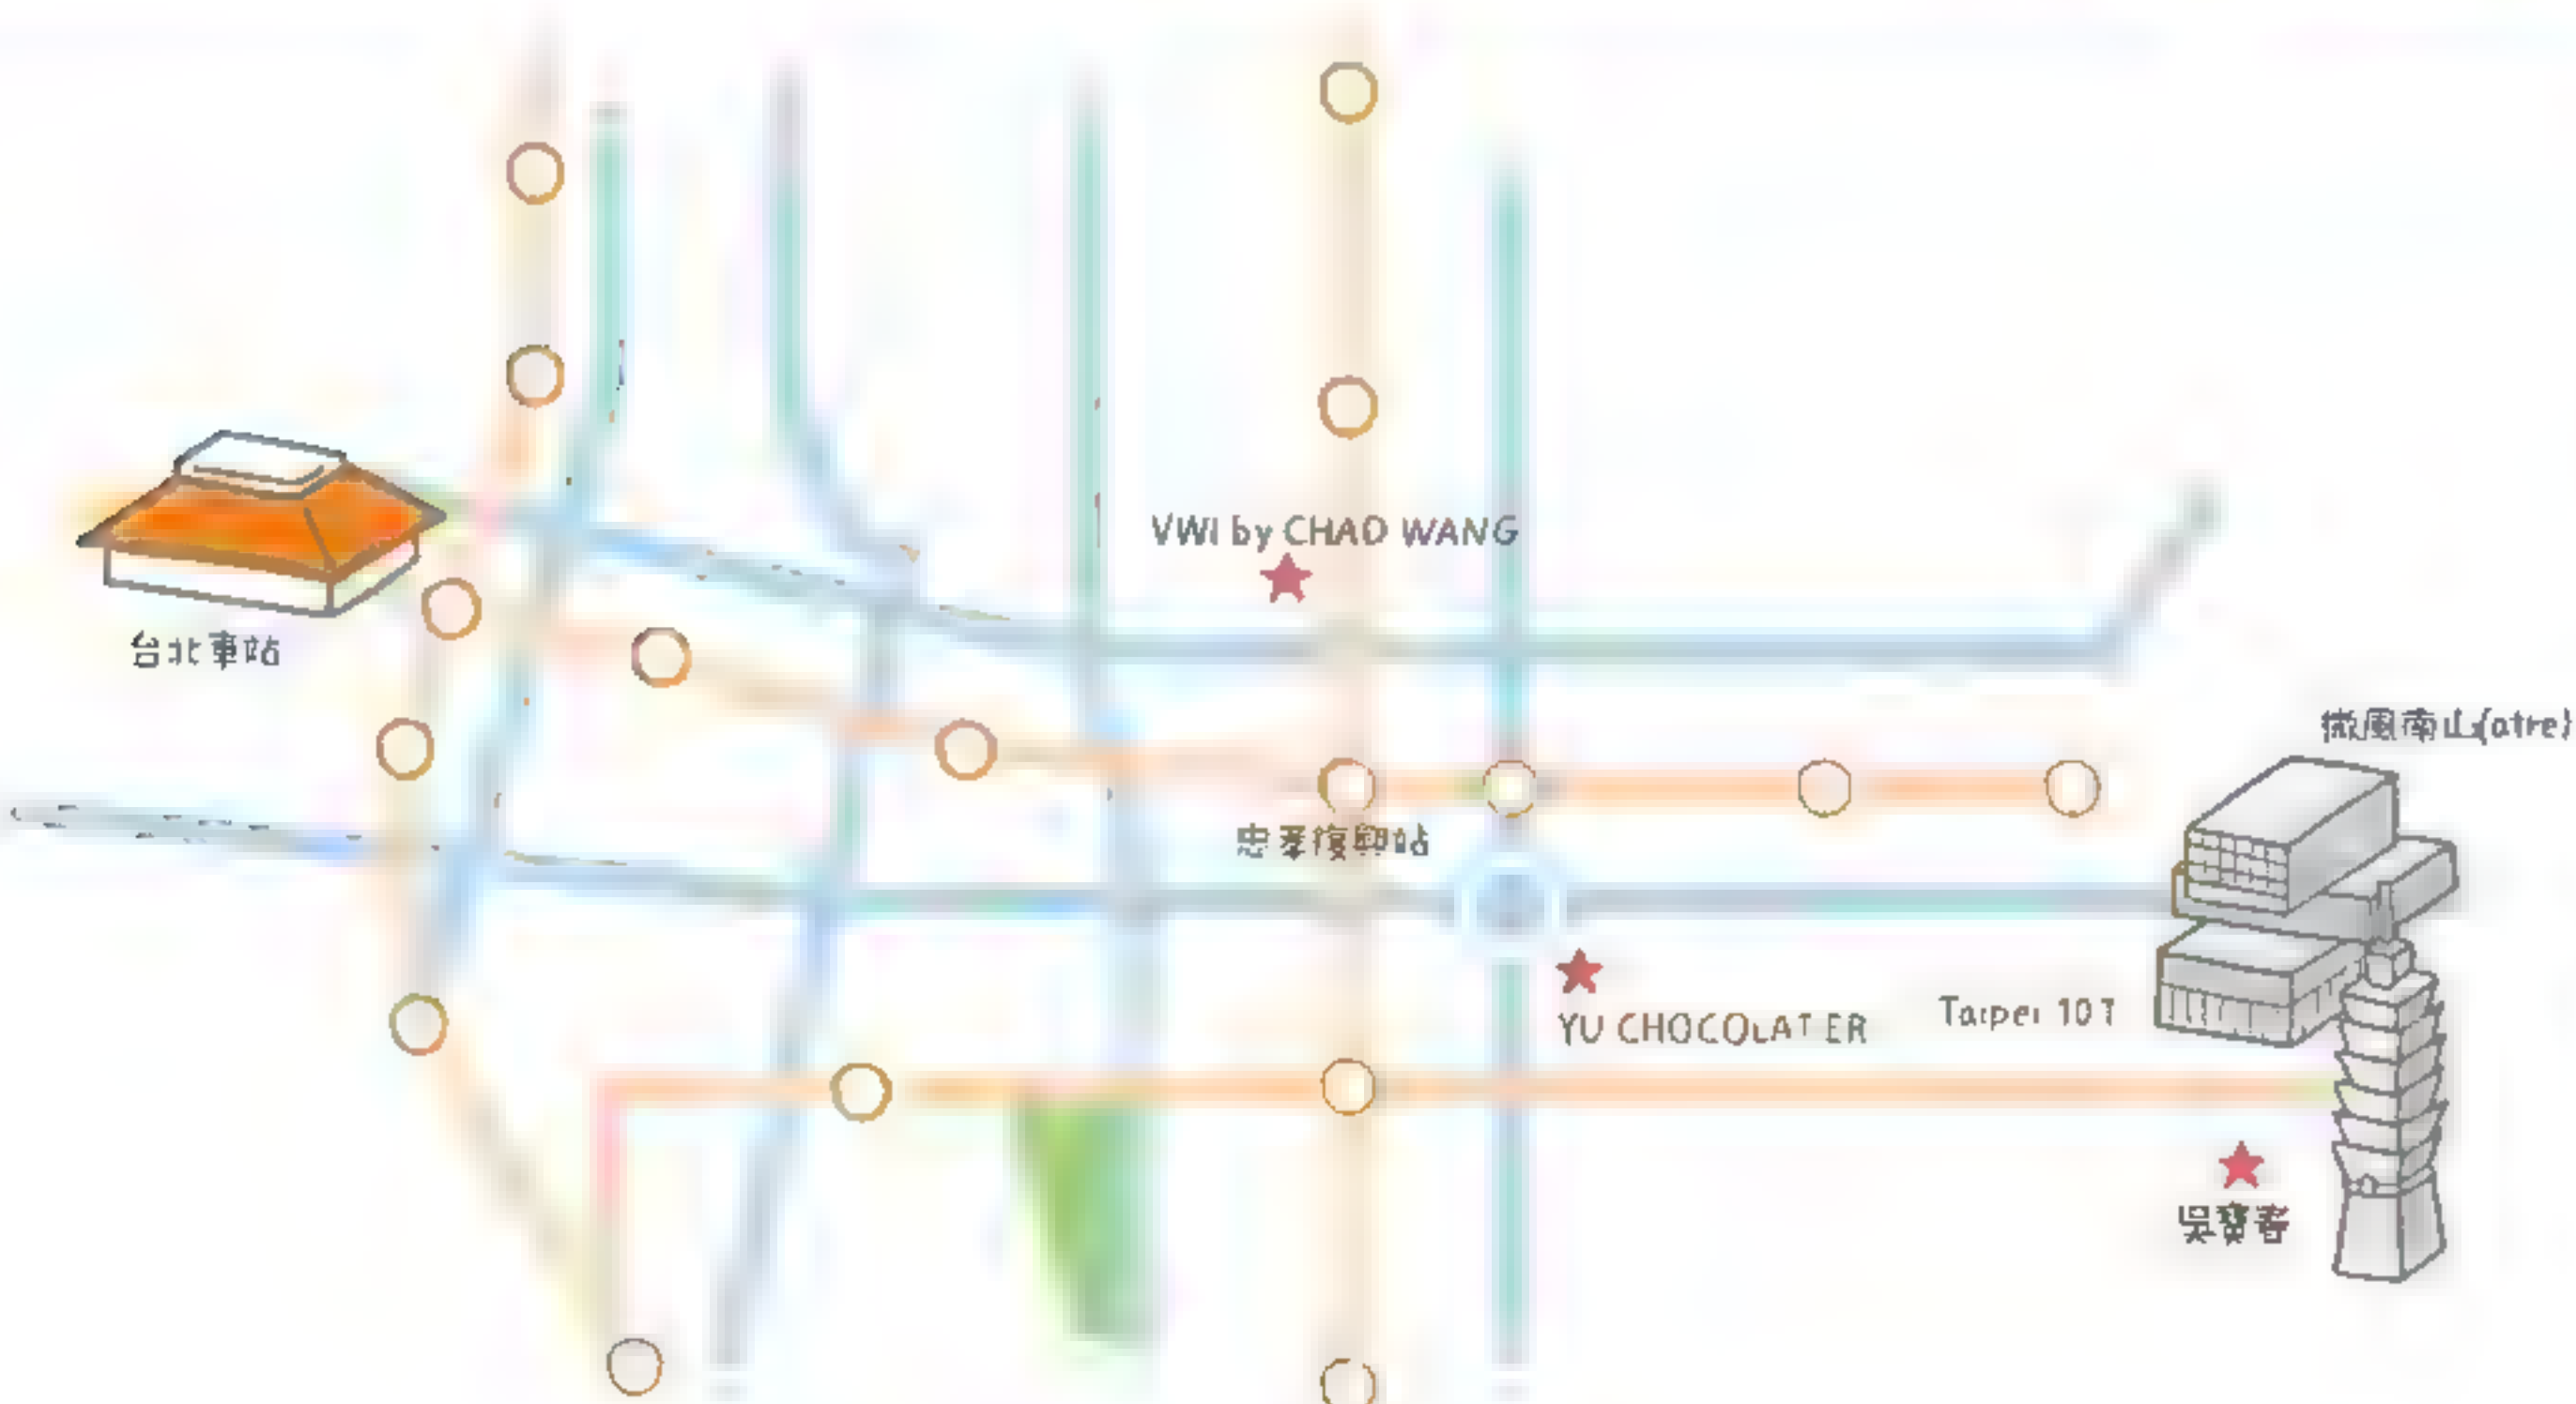 VWI by CHAD WANG
台北車站
微風南山(atre)
忠孝復興站
YU CHOCOLATIER
Taipei 101
吳寶春